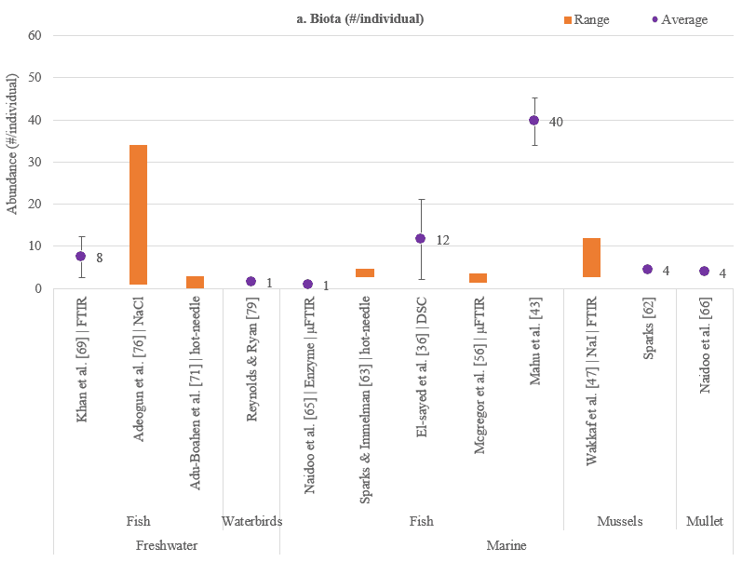 a. Biota (#/individual)
Range
Average
Abundance (#/individual)
60
50
40
30
20
10
0
8
1
1
12
40
4
4
Khan et al. [69] | FTIR
Adeogun et al. [76] | NaCl
Adu-Boahen et al. [71] | hot-needle
Reynolds & Ryan [79]
Naidoo et al. [65] | Enzyme | µFTIR
Sparks & Immelman [63] | hot-needle
El-sayed et al. [36] | DSC
Mcgregor et al. [56] | µFTIR
Mahu et al. [43]
Wakkaf et al. [47] | NaI | FTIR
Sparks [62]
Naidoo et al. [66]
Fish
Waterbirds
Fish
Mussels
Mullet
Freshwater
Marine